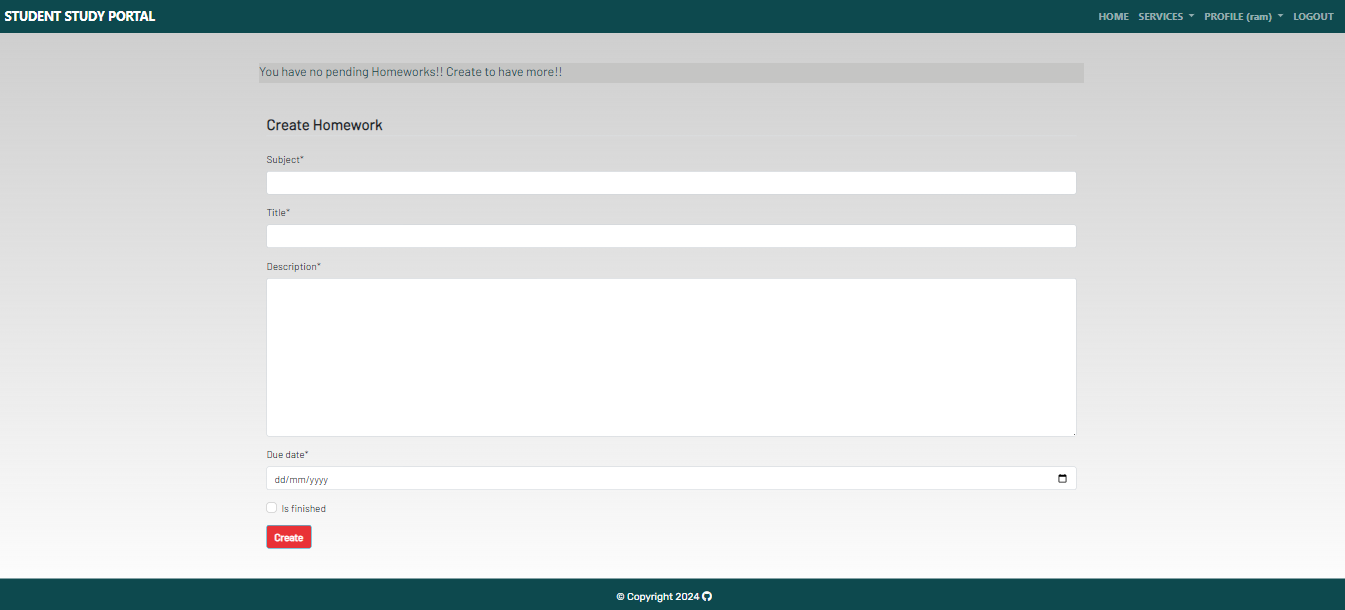 STUDENT STUDY PORTAL HOME SERVICES PROFILE (ram) LOGOUT
You have no pending Homeworks!! Create to have more!!
Create Homework
Subject*
Title*
Description*
Due date*
dd/mm/yyyy
Is finished
Create
© Copyright 2024